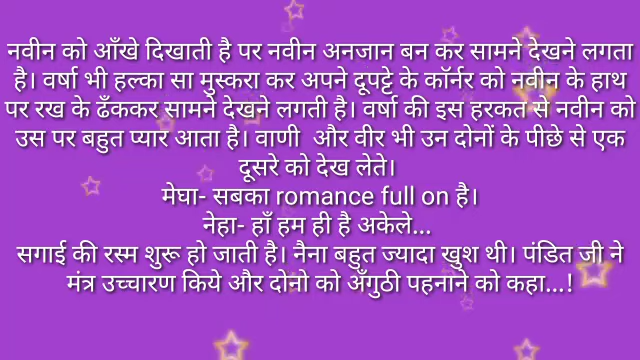 नवीन को आँखे दिखाती है पर नवीन अनजान बन कर सामने देखने लगता
है। वर्षा भी हल्का सा मुस्करा कर अपने दूपट्टे के कॉर्नर को नवीन के हाथ
पर रख के ढँककर सामने देखने लगती है। वर्षा की इस हरकत से नवीन को
उस पर बहुत प्यार आता है। वाणी और वीर भी उन दोनों के पीछे से एक
दूसरे को देख लेते।
मेघा- सबका romance full on है।
नेहा- हाँ हम ही है अकेले...
सगाई की रस्म शुरू हो जाती है। नैना बहुत ज्यादा खुश थी। पंडित जी ने
मंत्र उच्चारण किये और दोनो को अँगुठी पहनाने को कहा...!